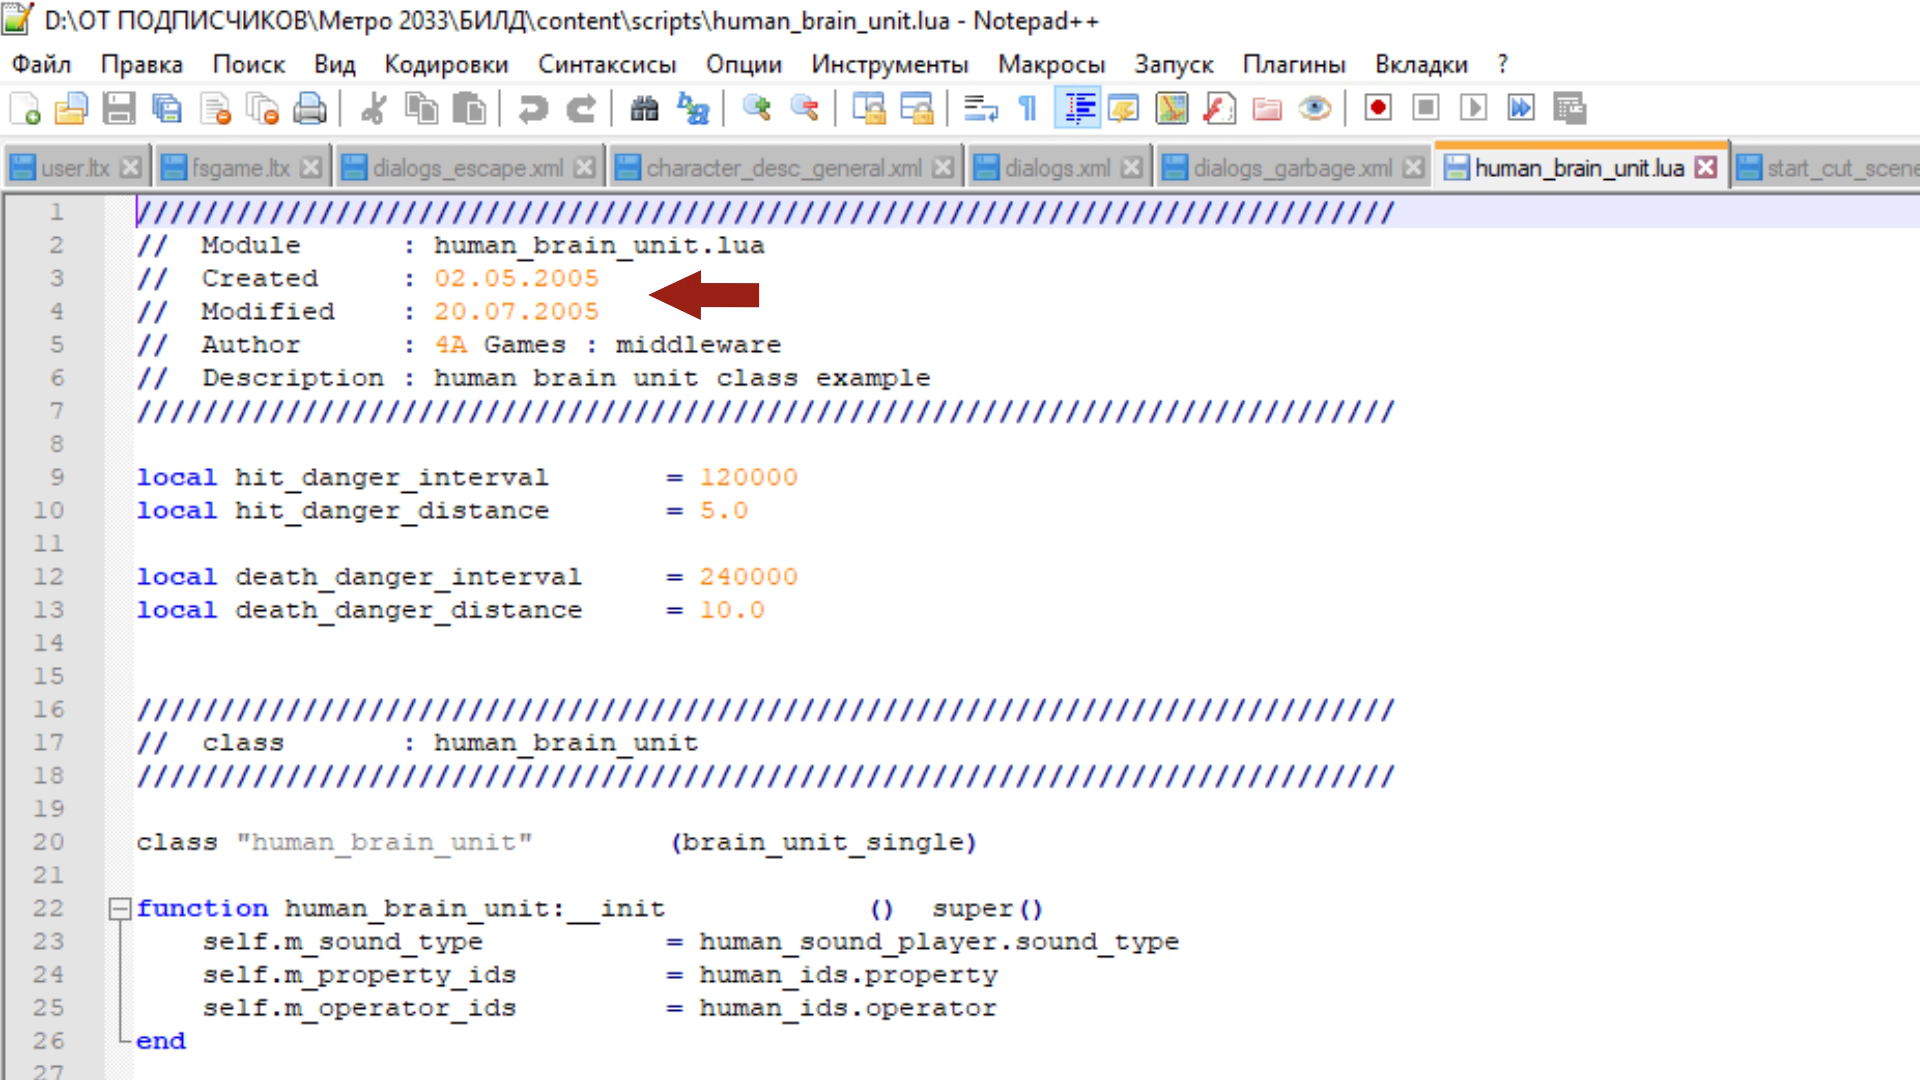 D:\ОТ ПОДПИСЧИКОВ\Метро 2033\БИЛД\content\scripts\human_brain_unit.lua - Notepad++
Файл Правка Поиск Вид Кодировки Синтаксисы Опции Инструменты Макросы Запуск Плагины Вкладки ?
user.ltx fsgame.ltx dialogs_escape.xml character_desc_general.xml dialogs.xml dialogs_garbage.xml human_brain_unit.lua start_cut_scene
1 ////////////////////////////////////////////////////////////////////////////
2 //  Module      : human_brain_unit.lua
3 //  Created     : 02.05.2005
4 //  Modified    : 20.07.2005
5 //  Author      : 4A Games : middleware
6 //  Description : human brain unit class example
7 ////////////////////////////////////////////////////////////////////////////
8
9 local hit_danger_interval       = 120000
10 local hit_danger_distance       = 5.0
11
12 local death_danger_interval     = 240000
13 local death_danger_distance     = 10.0
14
15
16 ////////////////////////////////////////////////////////////////////////////
17 //  class       : human_brain_unit
18 ////////////////////////////////////////////////////////////////////////////
19
20 class "human_brain_unit"        (brain_unit_single)
21
22 function human_brain_unit:__init            ()  super()
23     self.m_sound_type           = human_sound_player.sound_type
24     self.m_property_ids         = human_ids.property
25     self.m_operator_ids         = human_ids.operator
26 end
27